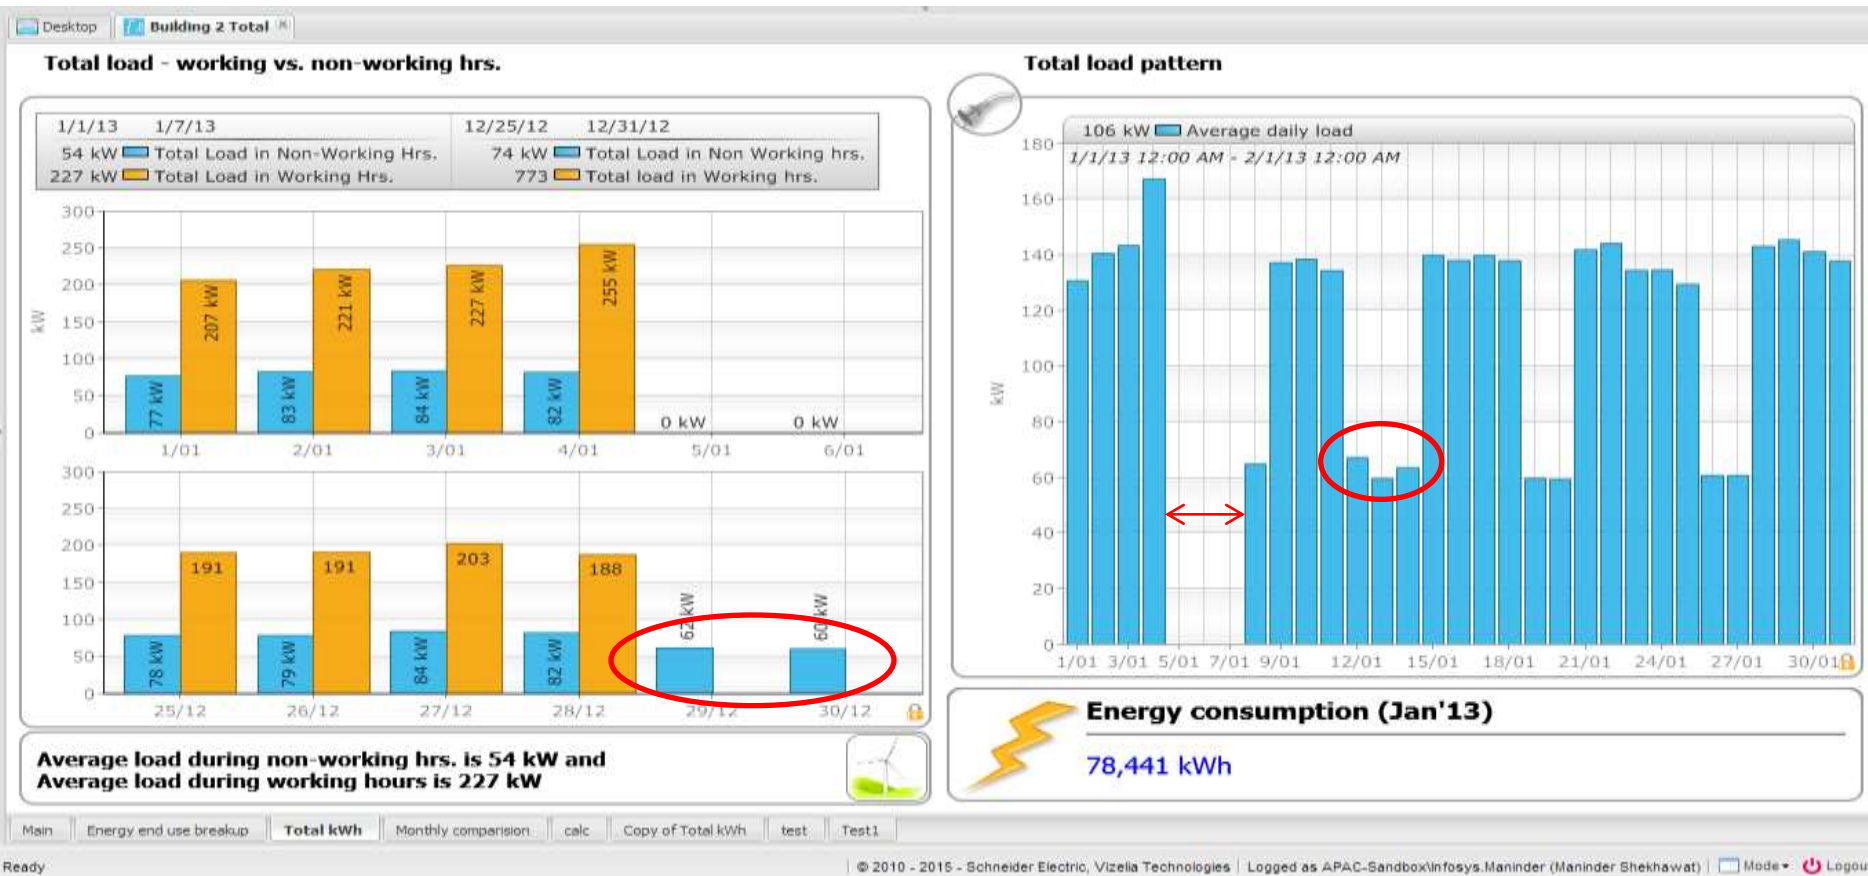 Desktop
Building 2 Total
Total load - working vs. non-working hrs.
1/1/13 1/7/13
54 kW Total Load in Non-Working Hrs.
227 kW Total Load in Working Hrs.
12/25/12 12/31/12
74 kW Total Load in Non Working hrs.
773 Total load in Working hrs.
kW
300
250
200
150
100
50
0
77 kW
207 kW
83 kW
221 kW
84 kW
227 kW
82 kW
255 kW
0 kW
0 kW
1/01 2/01 3/01 4/01 5/01 6/01
300
250
200
150
100
50
0
78 kW
191
79 kW
191
84 kW
203
82 kW
188
62 kW
60 kW
25/12 26/12 27/12 28/12 29/12 30/12
Average load during non-working hrs. is 54 kW and
Average load during working hours is 227 kW
Total load pattern
106 kW Average daily load
1/1/13 12:00 AM - 2/1/13 12:00 AM
kW
180
160
140
120
100
80
60
40
20
0
1/01 3/01 5/01 7/01 9/01 12/01 15/01 18/01 21/01 24/01 27/01 30/01
Energy consumption (Jan'13)
78,441 kWh
Main Energy end use breakup Total kWh Monthly comparision calc Copy of Total kWh test Test1
Ready
© 2010 - 2015 - Schneider Electric, Vizelia Technologies Logged as APAC-Sandbox\Infosys.Maninder (Maninder Shekhawat) Mode Logou